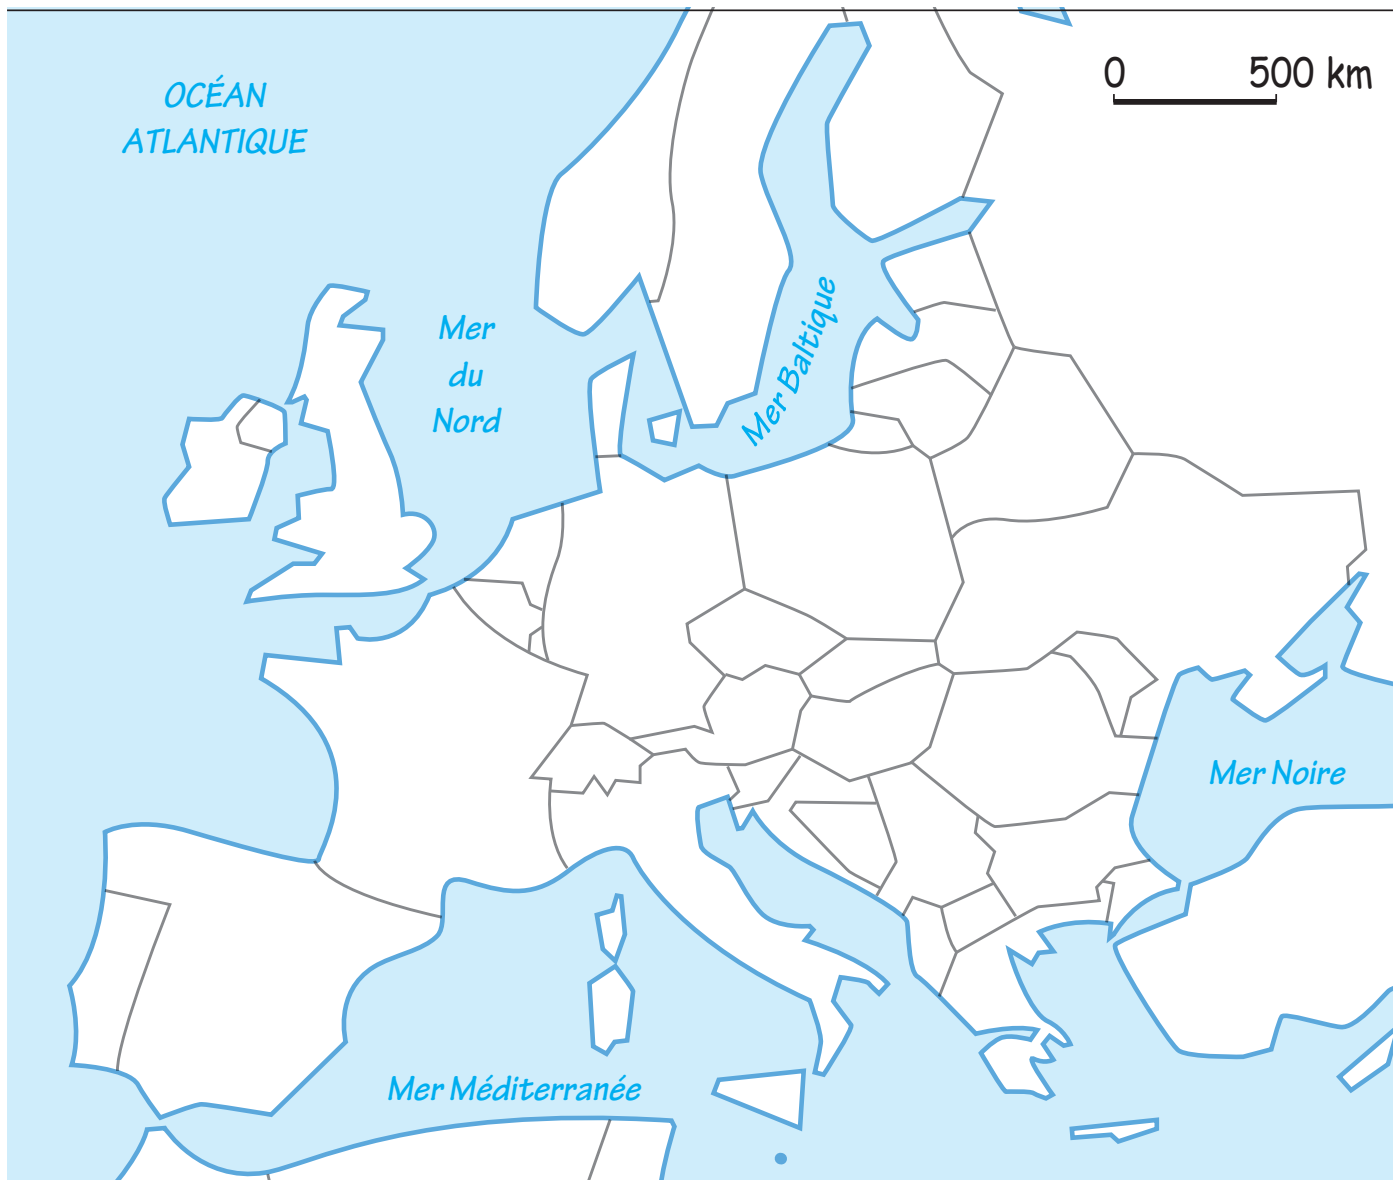 OCÉAN
ATLANTIQUE
0 500 km
Mer
du
Nord
Mer Baltique
Mer Noire
Mer Méditerranée